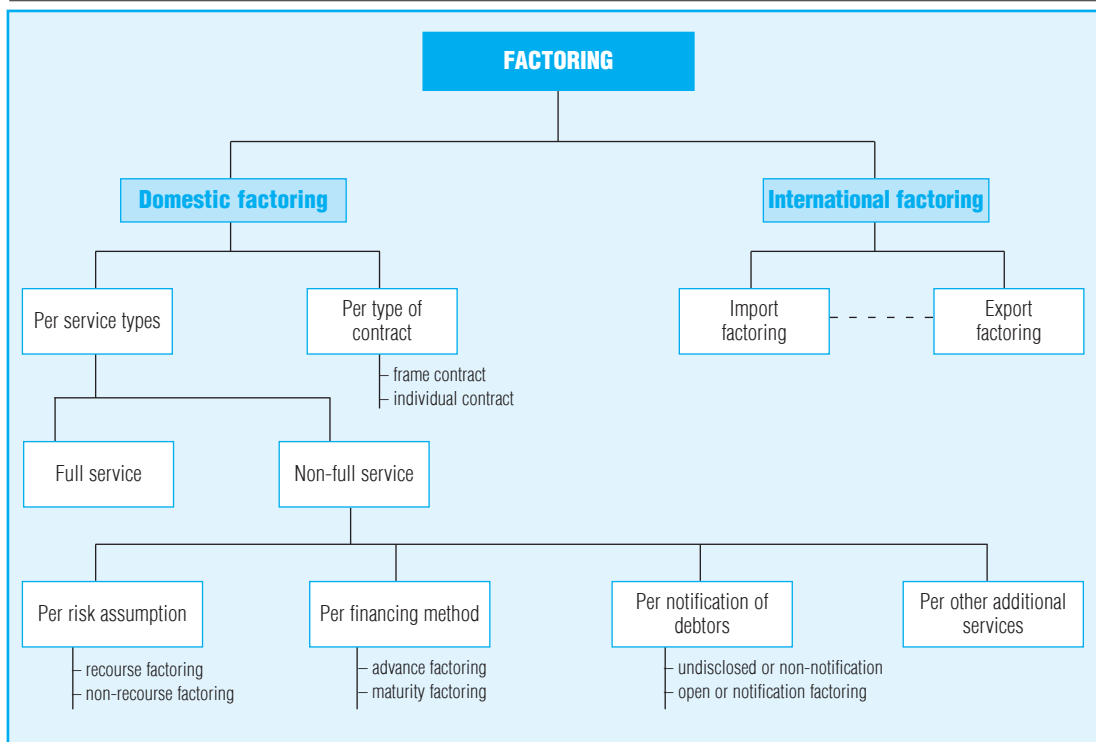 FACTORING
Domestic factoring
International factoring
Per service types
Per type of
contract
– frame contract
– individual contract
Import
factoring
Export
factoring
Full service
Non-full service
Per risk assumption
– recourse factoring
– non-recourse factoring
Per financing method
– advance factoring
– maturity factoring
Per notification of
debtors
– undisclosed or non-notification
– open or notification factoring
Per other additional
services